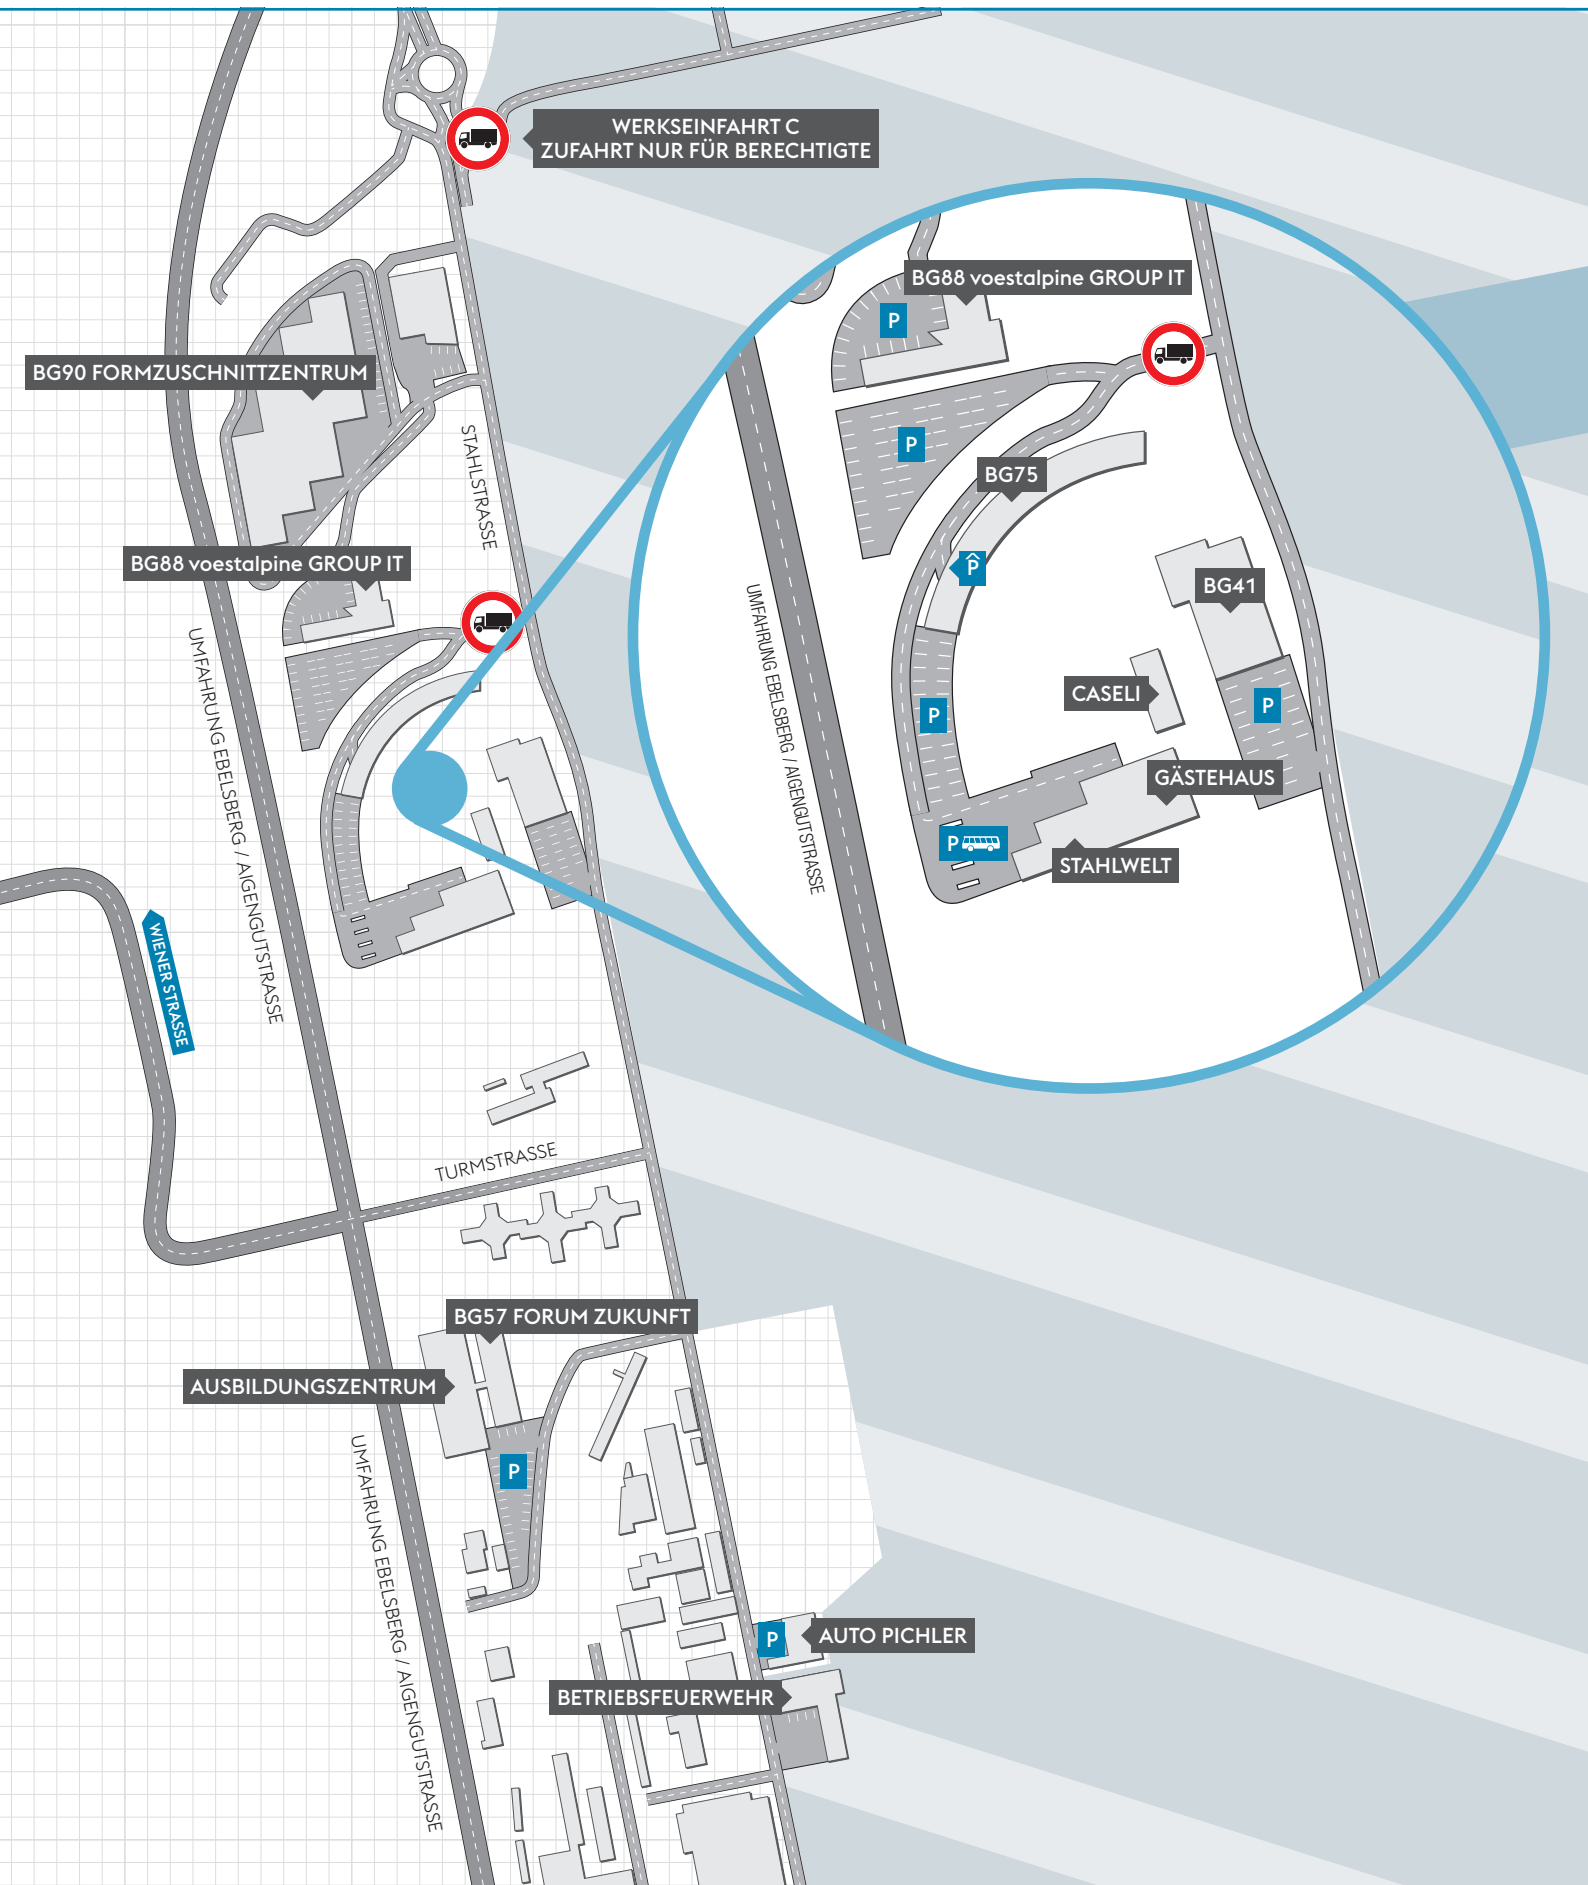 WERKSEINFAHRT C
ZUFAHRT NUR FÜR BERECHTIGTE
BG88 voestalpine GROUP IT
P
BG90 FORMZUSCHNITTZENTRUM
STAHLSTRASSE
P
BG75
BG88 voestalpine GROUP IT
P
BG41
UMFAHRUNG EBELSBERG / AIGENGUTSTRASSE
UMFAHRUNG EBELSBERG / AIGENGUTSTRASSE
CASELI
P
P
GÄSTEHAUS
P
STAHLWELT
WIENER STRASSE
TURMSTRASSE
BG57 FORUM ZUKUNFT
AUSBILDUNGSZENTRUM
P
UMFAHRUNG EBELSBERG / AIGENGUTSTRASSE
P
AUTO PICHLER
BETRIEBSFEUERWEHR